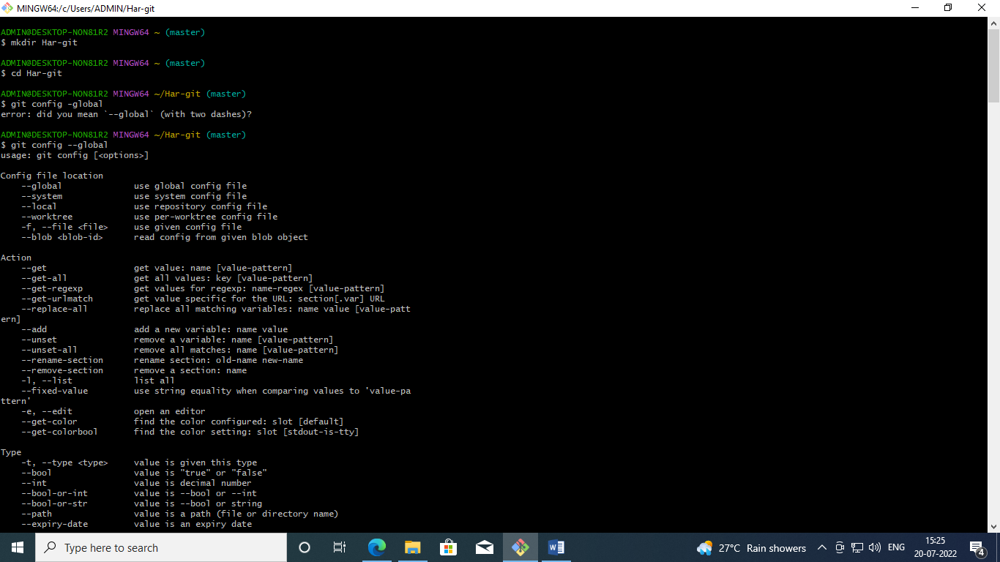 MINGW64:/c/Users/ADMIN/Har-git
ADMIN@DESKTOP-NON81R2 MINGW64 ~ (master)
$ mkdir Har-git
ADMIN@DESKTOP-NON81R2 MINGW64 ~ (master)
$ cd Har-git
ADMIN@DESKTOP-NON81R2 MINGW64 ~/Har-git (master)
$ git config -global
error: did you mean `--global` (with two dashes)?
ADMIN@DESKTOP-NON81R2 MINGW64 ~/Har-git (master)
$ git config --global
usage: git config [<options>]
Config file location
--global use global config file
--system use system config file
--local use repository config file
--worktree use per-worktree config file
-f, --file <file> use given config file
--blob <blob-id> read config from given blob object
Action
--get get value: name [value-pattern]
--get-all get all values: key [value-pattern]
--get-regexp get values for regexp: name-regex [value-pattern]
--get-urlmatch get value specific for the URL: section[.var] URL
--replace-all replace all matching variables: name value [value-patt
ern]
--add add a new variable: name value
--unset remove a variable: name [value-pattern]
--unset-all remove all matches: name [value-pattern]
--rename-section rename section: old-name new-name
--remove-section remove a section: name
-l, --list list all
--fixed-value use string equality when comparing values to 'value-pa
ttern'
-e, --edit open an editor
--get-color find the color configured: slot [default]
--get-colorbool find the color setting: slot [stdout-is-tty]
Type
-t, --type <type> value is given this type
--bool value is "true" or "false"
--int value is decimal number
--bool-or-int value is --bool or --int
--bool-or-str value is --bool or string
--path value is a path (file or directory name)
--expiry-date value is an expiry date
Type here to search
27°C Rain showers
ENG
15:25
20-07-2022
4